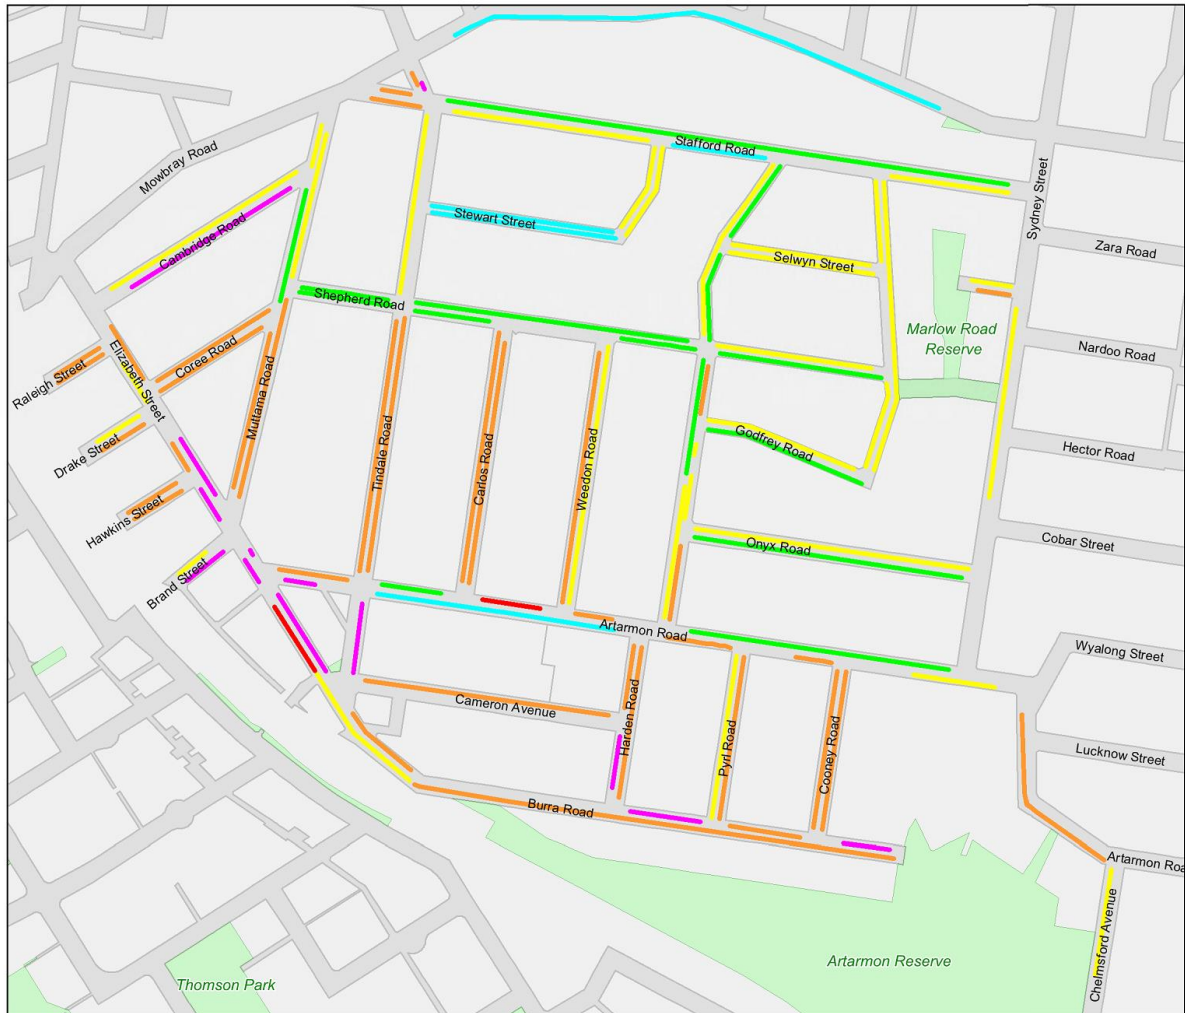 Stafford Road
Mowbray Road
Sydney Street
Stewart Street
Cambridge Road
Zara Road
Selwyn Street
Shepherd Road
Marlow Road
Reserve
Nardoo Road
Coree Road
Elizabeth Street
Raleigh Street
Muttama Road
Drake Street
Tindale Road
Carlos Road
Weedon Road
Godfrey Road
Hector Road
Hawkins Street
Onyx Road
Cobar Street
Brand Street
Artarmon Road
Wyalong Street
Cameron Avenue
Harden Road
Pyrl Road
Cooney Road
Lucknow Street
Burra Road
Artarmon Roa
Chelmsford Avenue
Artarmon Reserve
Thomson Park